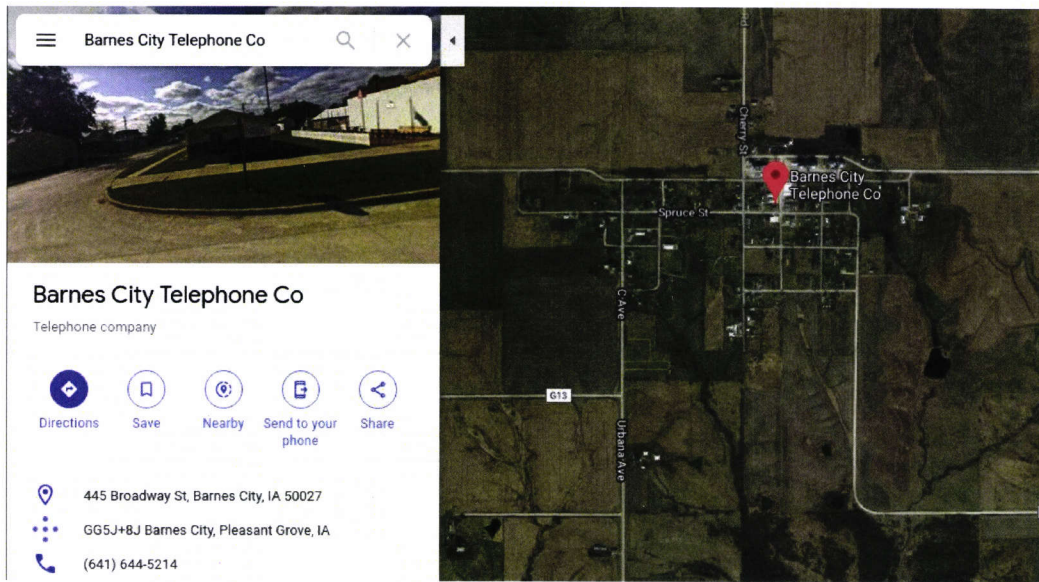 Barnes City Telephone Co
Barnes City Telephone Co
Telephone company
Directions
Save
Nearby
Send to your
phone
Share
445 Broadway St, Barnes City, IA 50027
GG5J+8J Barnes City, Pleasant Grove, IA
(641) 644-5214
Cherry St
Barnes City
Telephone Co
Spruce St
C Ave
G13
Urbana Ave